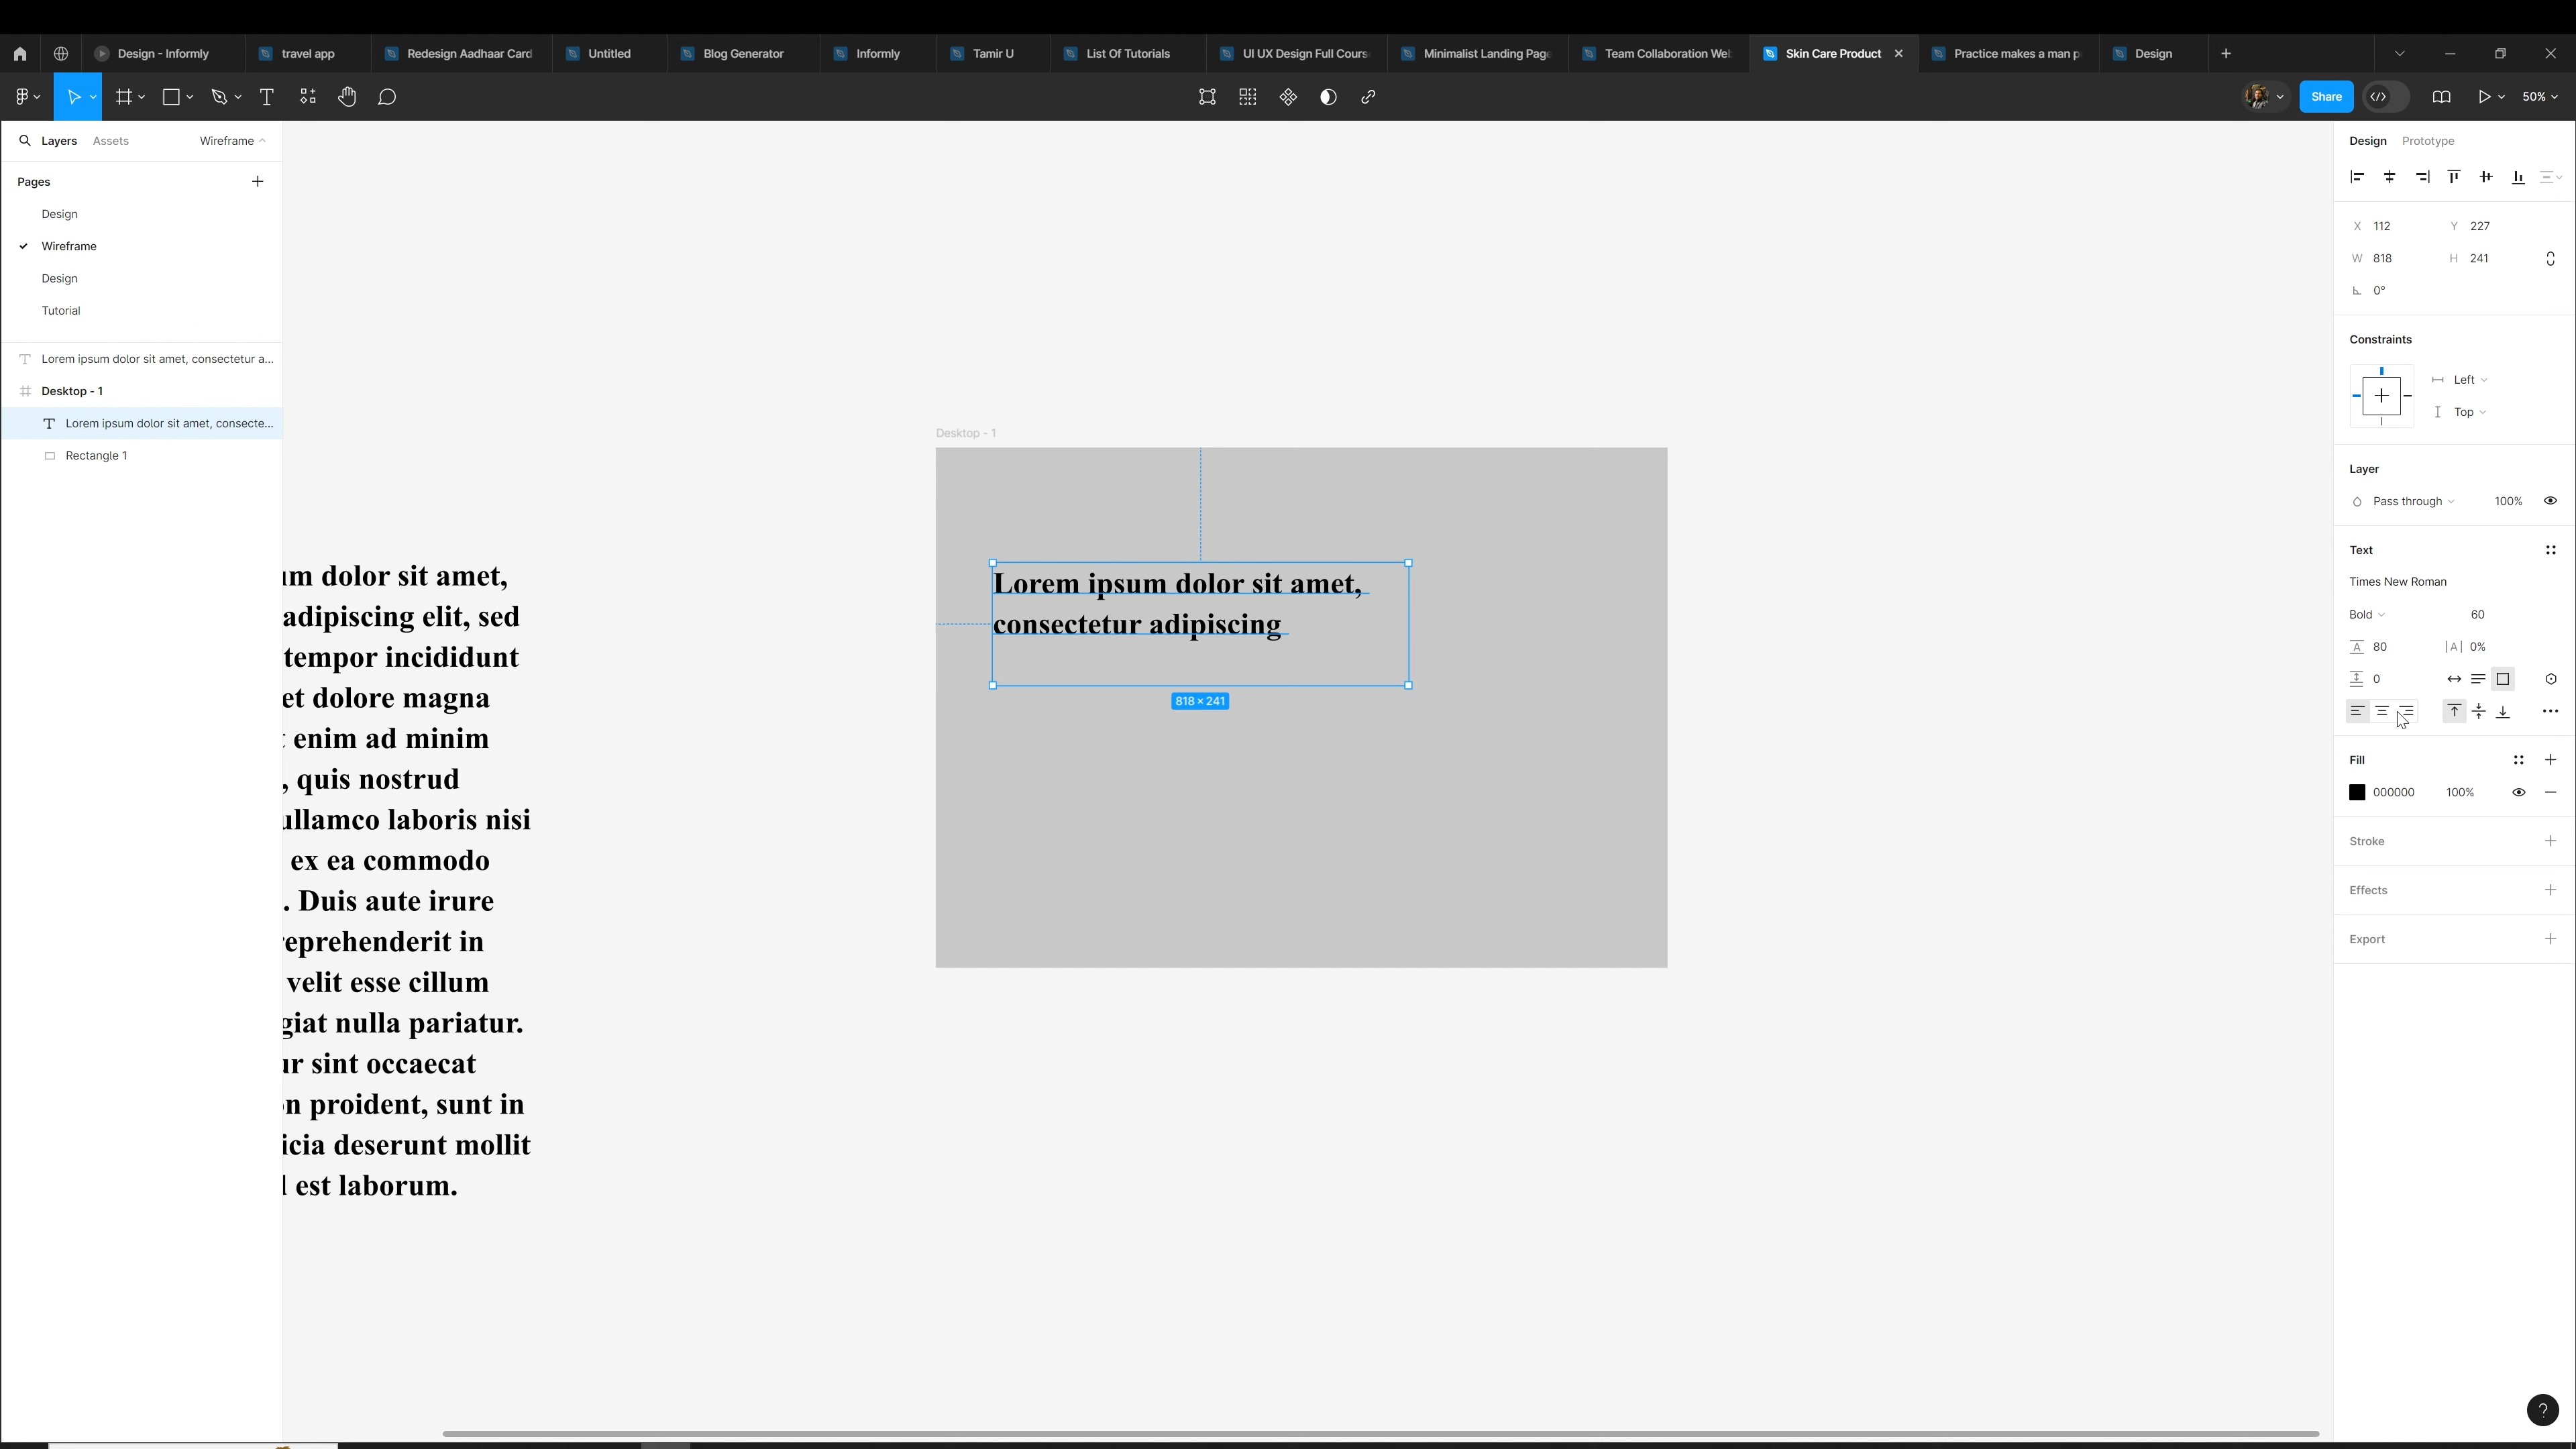 Design - Informly
travel app
Redesign Aadhaar Card
Untitled
Blog Generator
Informly
Tamir U
List Of Tutorials
UI UX Design Full Cours
Minimalist Landing Page
Team Collaboration We
Skin Care Product
Practice makes a man p
Design
Share
50%
Layers
Assets
Wireframe
Pages
Design
Wireframe
Design
Tutorial
Lorem ipsum dolor sit amet, consectetur a...
Desktop - 1
Lorem ipsum dolor sit amet, consecte...
Rectangle 1
m dolor sit amet,
adipiscing elit, sed
tempor incididunt
et dolore magna
enim ad minim
, quis nostrud
ullamco laboris nisi
ex ea commodo
. Duis aute irure
reprehenderit in
velit esse cillum
giat nulla pariatur.
ur sint occaecat
n proident, sunt in
icia deserunt mollit
est laborum.
Desktop - 1
Lorem ipsum dolor sit amet,
consectetur adipiscing
818 × 241
Design
Prototype
X 112
Y 227
W 818
H 241
0°
Constraints
Left
Top
Layer
Pass through
100%
Text
Times New Roman
Bold
60
A 80
|A| 0%
0
Fill
000000
100%
Stroke
Effects
Export
?